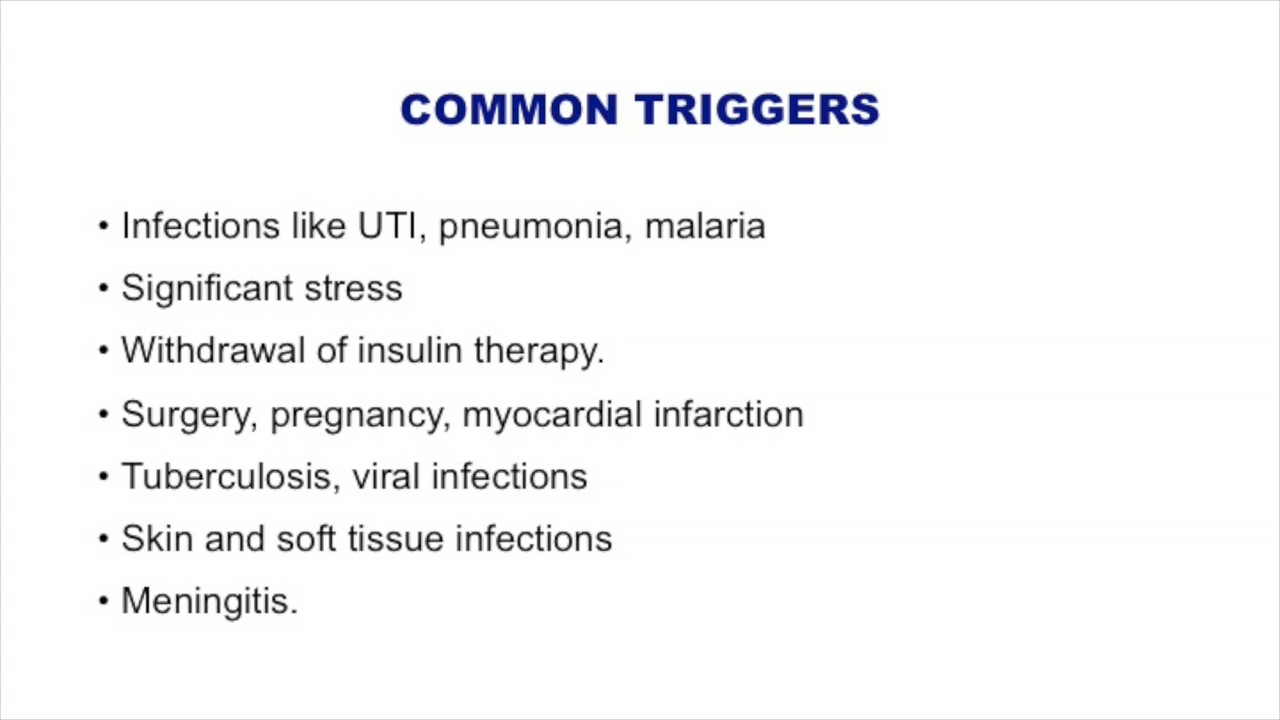 COMMON TRIGGERS
• Infections like UTI, pneumonia, malaria
• Significant stress
• Withdrawal of insulin therapy.
• Surgery, pregnancy, myocardial infarction
• Tuberculosis, viral infections
• Skin and soft tissue infections
• Meningitis.